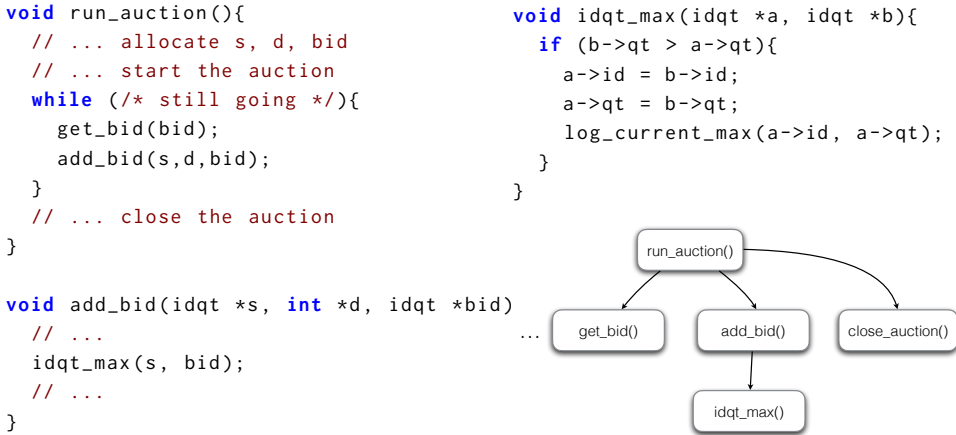 void run_auction(){
  // ... allocate s, d, bid
  // ... start the auction
  while (/* still going */){
    get_bid(bid);
    add_bid(s,d,bid);
  }
  // ... close the auction
}
void add_bid(idqt *s, int *d, idqt *bid)
  // ...
  idqt_max(s, bid);
  // ...
}
void idqt_max(idqt *a, idqt *b){
  if (b->qt > a->qt){
    a->id = b->id;
    a->qt = b->qt;
    log_current_max(a->id, a->qt);
  }
}
run_auction()
... get_bid() add_bid() close_auction()
idqt_max()